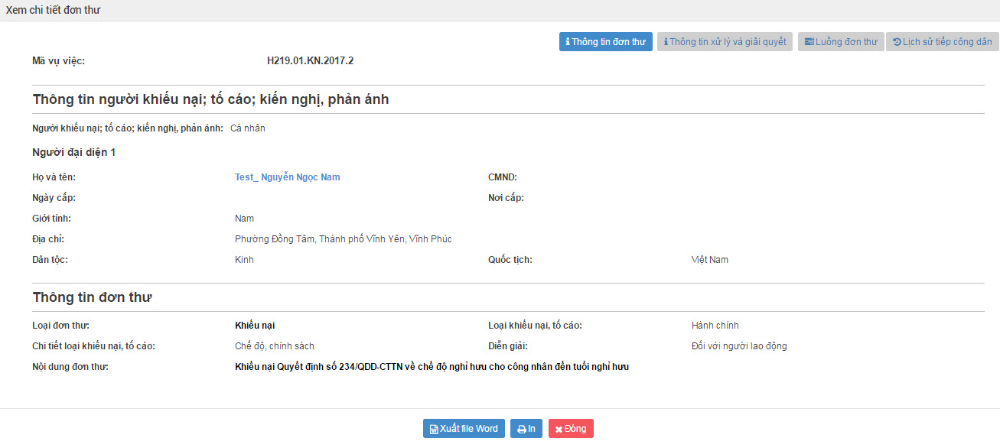 Xem chi tiết đơn thư
Thông tin đơn thư Thông tin xử lý và giải quyết Luồng đơn thư Lịch sử tiếp công dân
Mã vụ việc: H219.01.KN.2017.2
Thông tin người khiếu nại; tố cáo; kiến nghị, phản ánh
Người khiếu nại; tố cáo; kiến nghị, phản ánh: Cá nhân
Người đại diện 1
Họ và tên: Test_ Nguyễn Ngọc Nam CMND:
Ngày cấp: Nơi cấp:
Giới tính: Nam
Địa chỉ: Phường Đồng Tâm, Thành phố Vĩnh Yên, Vĩnh Phúc
Dân tộc: Kinh Quốc tịch: Việt Nam
Thông tin đơn thư
Loại đơn thư: Khiếu nại Loại khiếu nại, tố cáo: Hành chính
Chi tiết loại khiếu nại, tố cáo: Chế độ, chính sách Diễn giải: Đối với người lao động
Nội dung đơn thư: Khiếu nại Quyết định số 234/QDD-CTTN về chế độ nghỉ hưu cho công nhân đến tuổi nghỉ hưu
Xuất file Word In Đóng